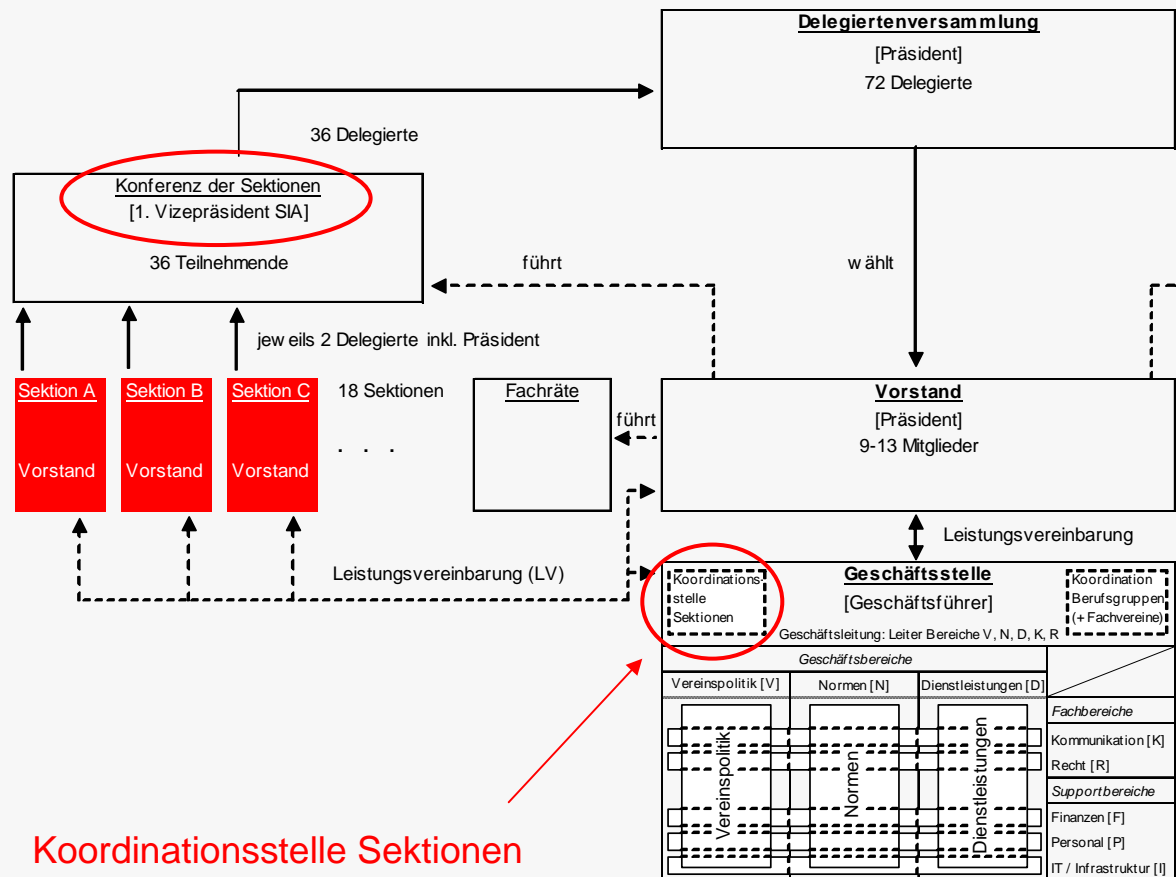 Delegiertenversammlung
[Präsident]
72 Delegierte
36 Delegierte
Konferenz der Sektionen
[1. Vizepräsident SIA]
36 Teilnehmende
führt
wählt
jeweils 2 Delegierte inkl. Präsident
Sektion A
Vorstand
Sektion B
Vorstand
Sektion C
Vorstand
18 Sektionen
. . .
Fachräte
führt
Vorstand
[Präsident]
9-13 Mitglieder
Leistungsvereinbarung
Leistungsvereinbarung (LV)
Koordinations-
stelle
Sektionen
Geschäftsstelle
[Geschäftsführer]
Koordination
Berufsgruppen
(+ Fachvereine)
Geschäftsleitung: Leiter Bereiche V, N, D, K, R
Geschäftsbereiche
Vereinspolitik [V]
Normen [N]
Dienstleistungen [D]
Vereinspolitik
Normen
Dienstleistungen
Fachbereiche
Kommunikation [K]
Recht [R]
Supportbereiche
Finanzen [F]
Personal [P]
IT / Infrastruktur [I]
Koordinationsstelle Sektionen